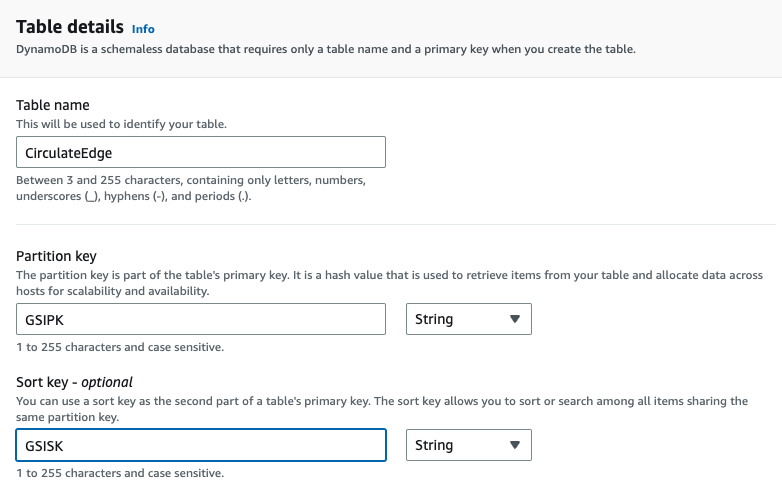 Table details Info
DynamoDB is a schemaless database that requires only a table name and a primary key when you create the table.
Table name
This will be used to identify your table.
CirculateEdge
Between 3 and 255 characters, containing only letters, numbers,
underscores (_), hyphens (-), and periods (.).
Partition key
The partition key is part of the table's primary key. It is a hash value that is used to retrieve items from your table and allocate data across
hosts for scalability and availability.
GSIPK
String
1 to 255 characters and case sensitive.
Sort key - optional
You can use a sort key as the second part of a table's primary key. The sort key allows you to sort or search among all items sharing the
same partition key.
GSISK
String
1 to 255 characters and case sensitive.